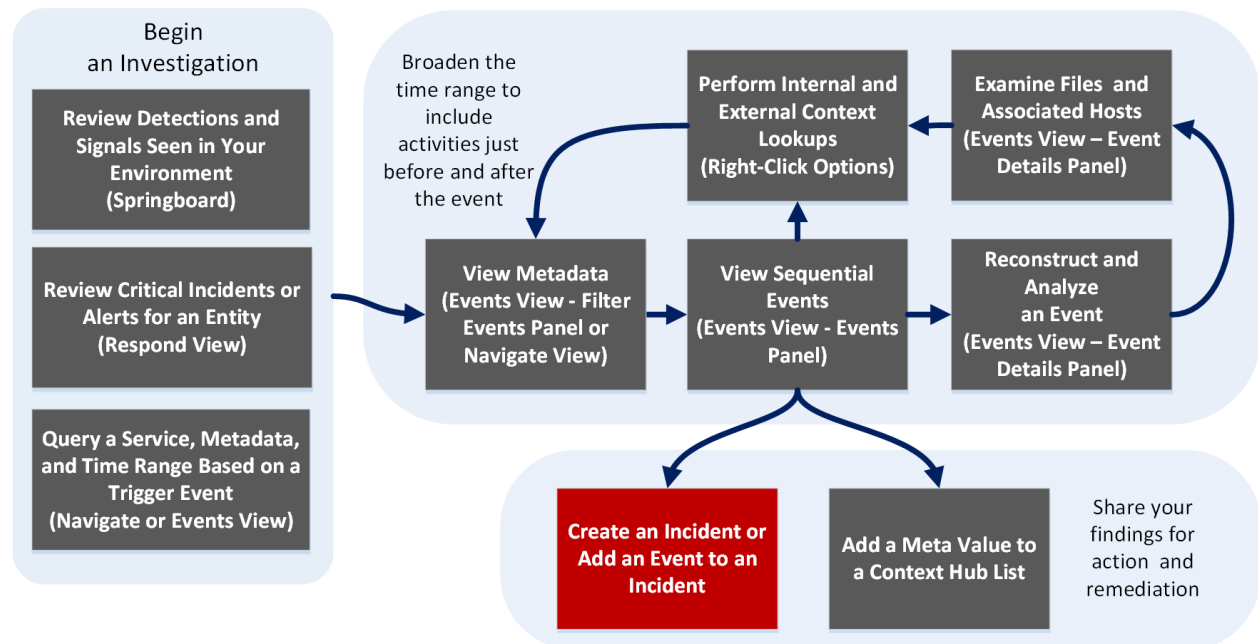 Begin
an Investigation
Review Detections and
Signals Seen in Your
Environment
(Springboard)
Review Critical Incidents or
Alerts for an Entity
(Respond View)
Query a Service, Metadata,
and Time Range Based on a
Trigger Event
(Navigate or Events View)
Broaden the
time range to
include
activities just
before and after
the event
Perform Internal and
External Context
Lookups
(Right-Click Options)
Examine Files and
Associated Hosts
(Events View – Event
Details Panel)
View Metadata
(Events View - Filter
Events Panel or
Navigate View)
View Sequential
Events
(Events View - Events
Panel)
Reconstruct and
Analyze
an Event
(Events View – Event
Details Panel)
Create an Incident or
Add an Event to an
Incident
Add a Meta Value to
a Context Hub List
Share your
findings for
action and
remediation